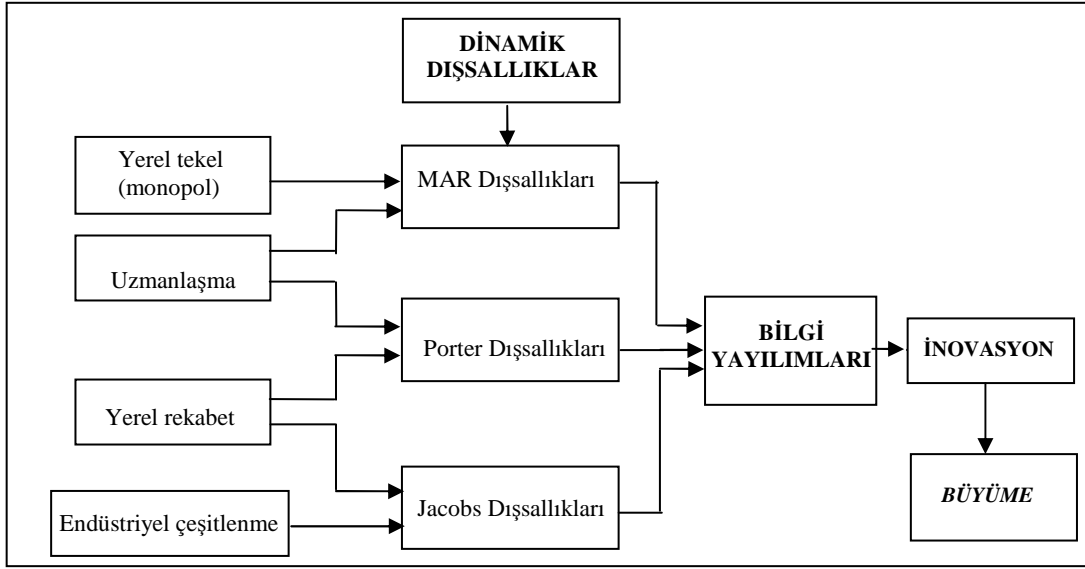 DİNAMİK
DIŞSALLIKLAR
Yerel tekel
(monopol)
MAR Dışsallıkları
Uzmanlaşma
Porter Dışsallıkları
BİLGİ
YAYILIMLARI
İNOVASYON
Yerel rekabet
Jacobs Dışsallıkları
BÜYÜME
Endüstriyel çeşitlenme